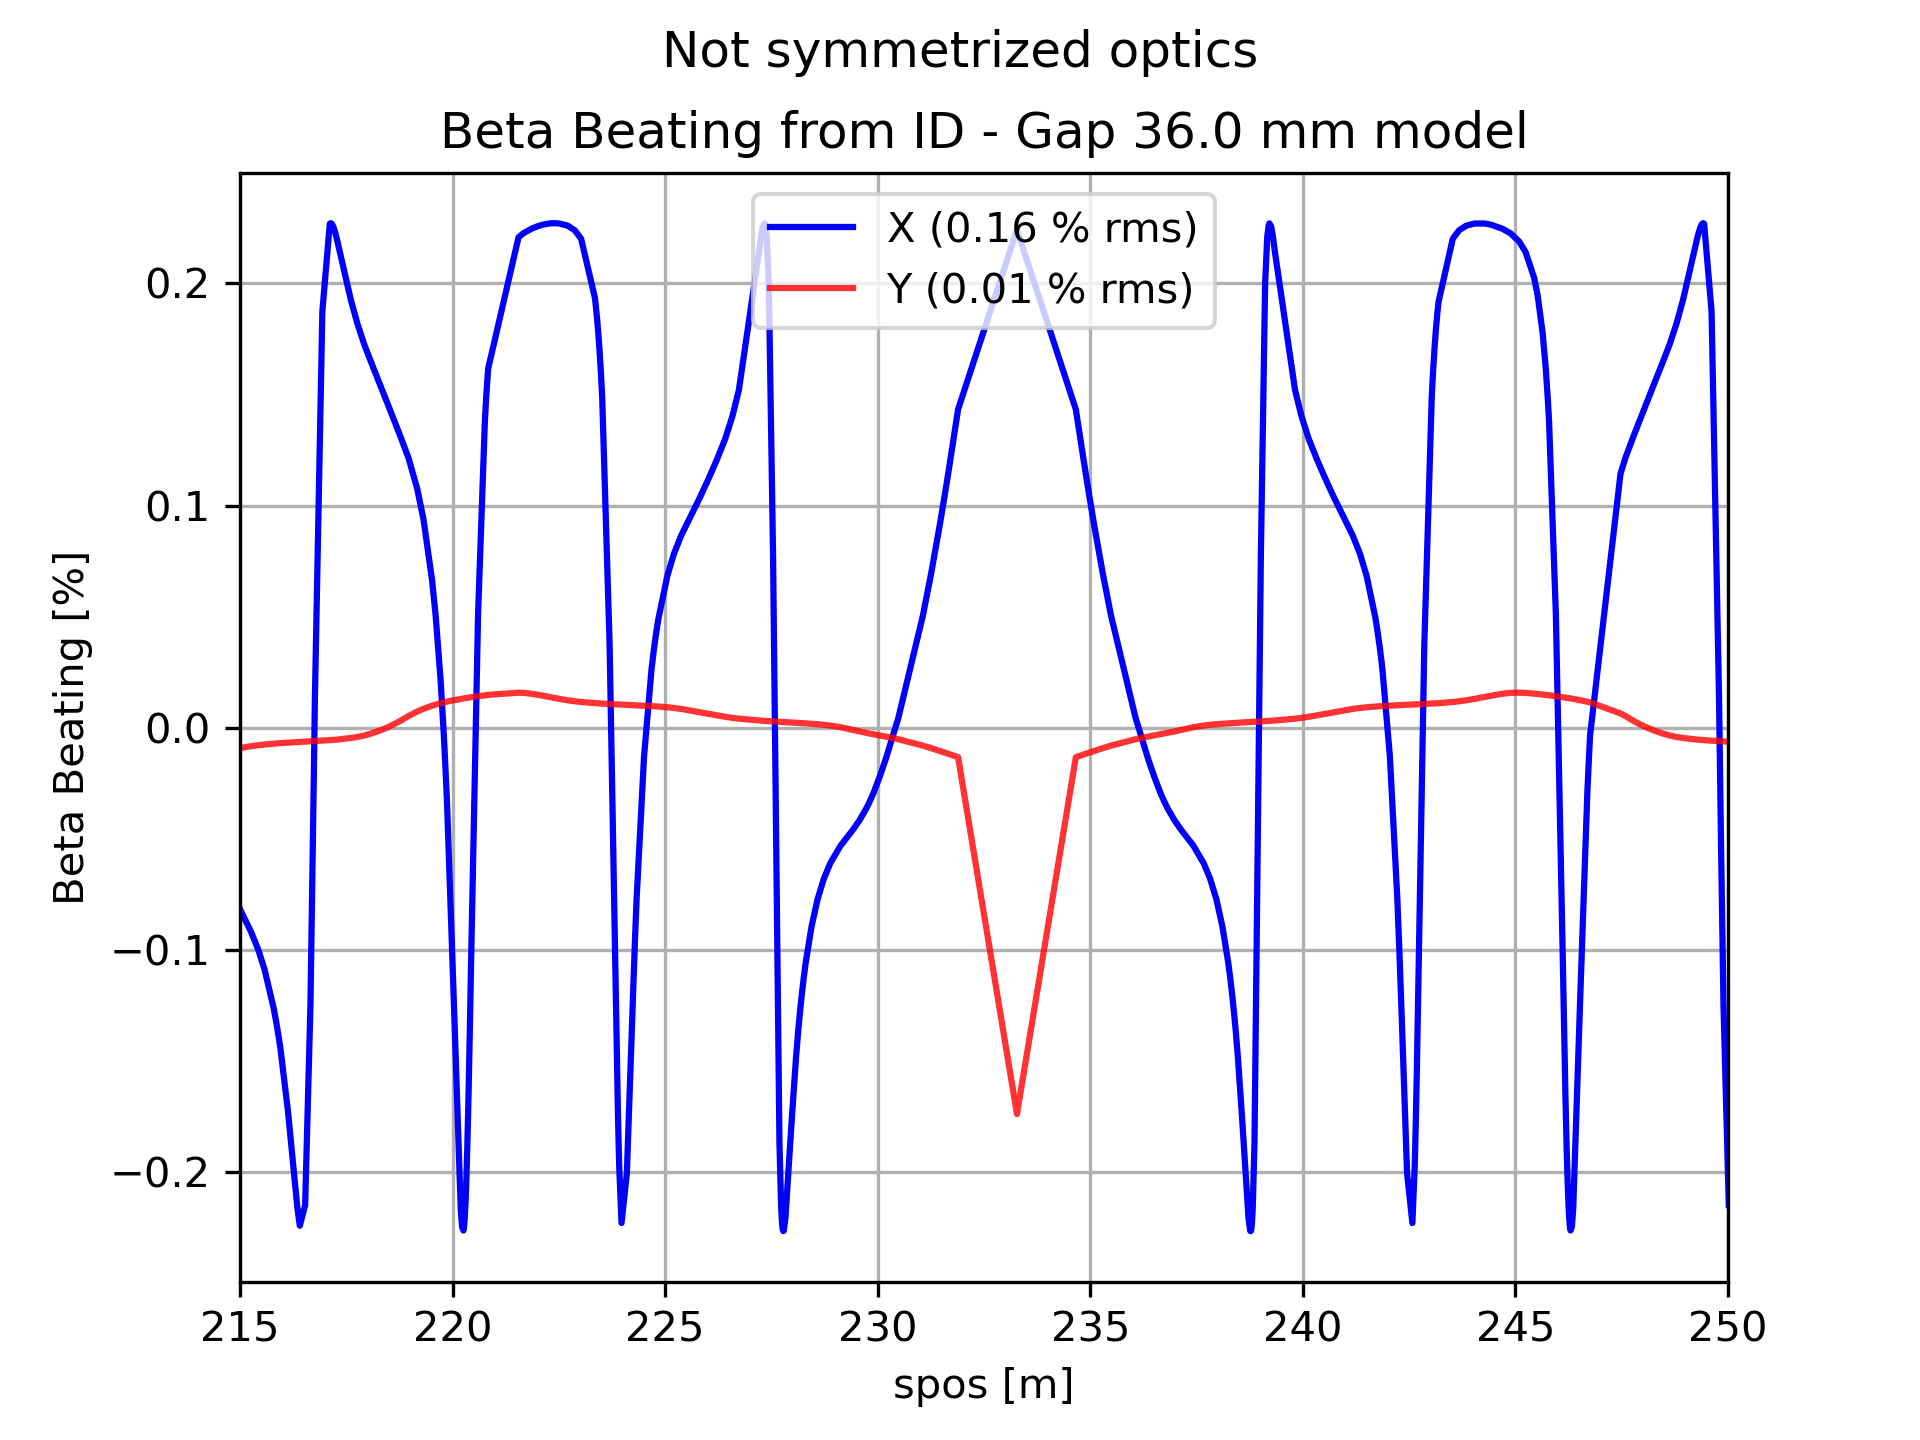 Not symmetrized optics
Beta Beating from ID - Gap 36.0 mm model
X (0.16 % rms)
Y (0.01 % rms)
Beta Beating [%]
0.2
0.1
0.0
−0.1
−0.2
215 220 225 230 235 240 245 250
spos [m]